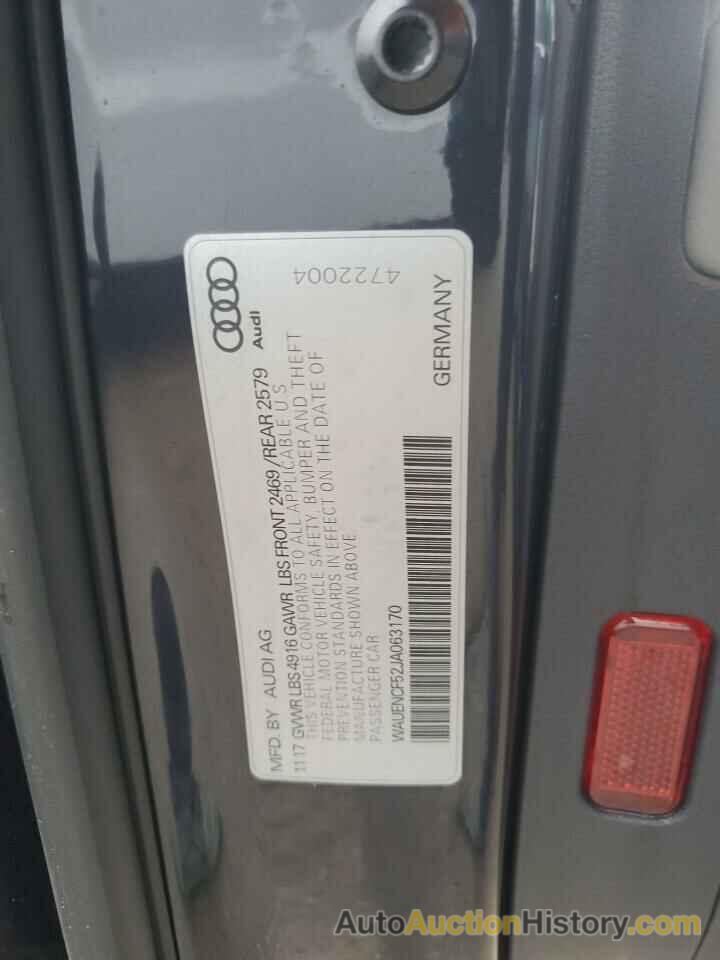 MFD. BY AUDI AG
Audi
11 17 GVWR LBS 4916 GAWR LBS FRONT 2469/REAR 2579
THIS VEHICLE CONFORMS TO ALL APPLICABLE U S
FEDERAL MOTOR VEHICLE SAFETY, BUMPER AND THEFT
PREVENTION STANDARDS IN EFFECT ON THE DATE OF
MANUFACTURE SHOWN ABOVE
PASSENGER CAR
4722004
WAUENCF52JA063170
GERMANY
AutoAuctionHistory.com